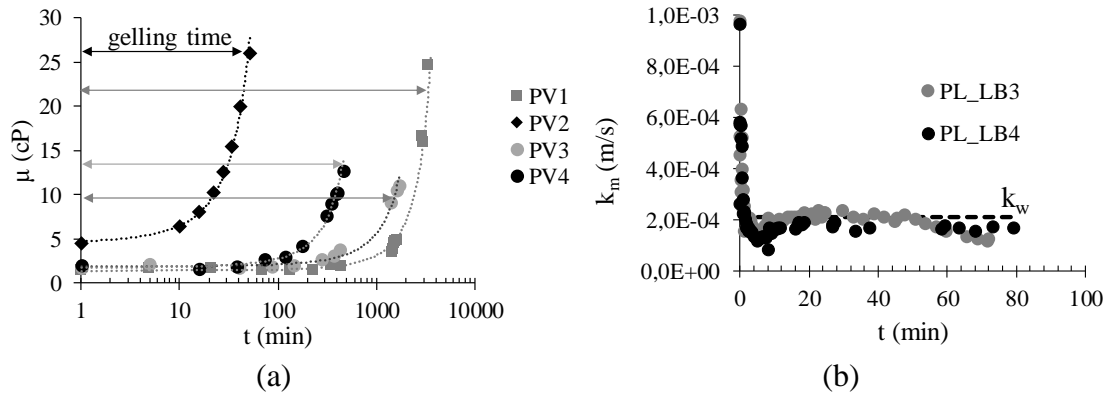 30
25
20
15
10
5
0
μ (cP)
gelling time
1 10 100 1000 10000
t (min)
PV1
PV2
PV3
PV4
(a)
1,0E-03
8,0E-04
6,0E-04
4,0E-04
2,0E-04
0,0E+00
k_m (m/s)
PL_LB3
PL_LB4
k_w
0 20 40 60 80 100
t (min)
(b)